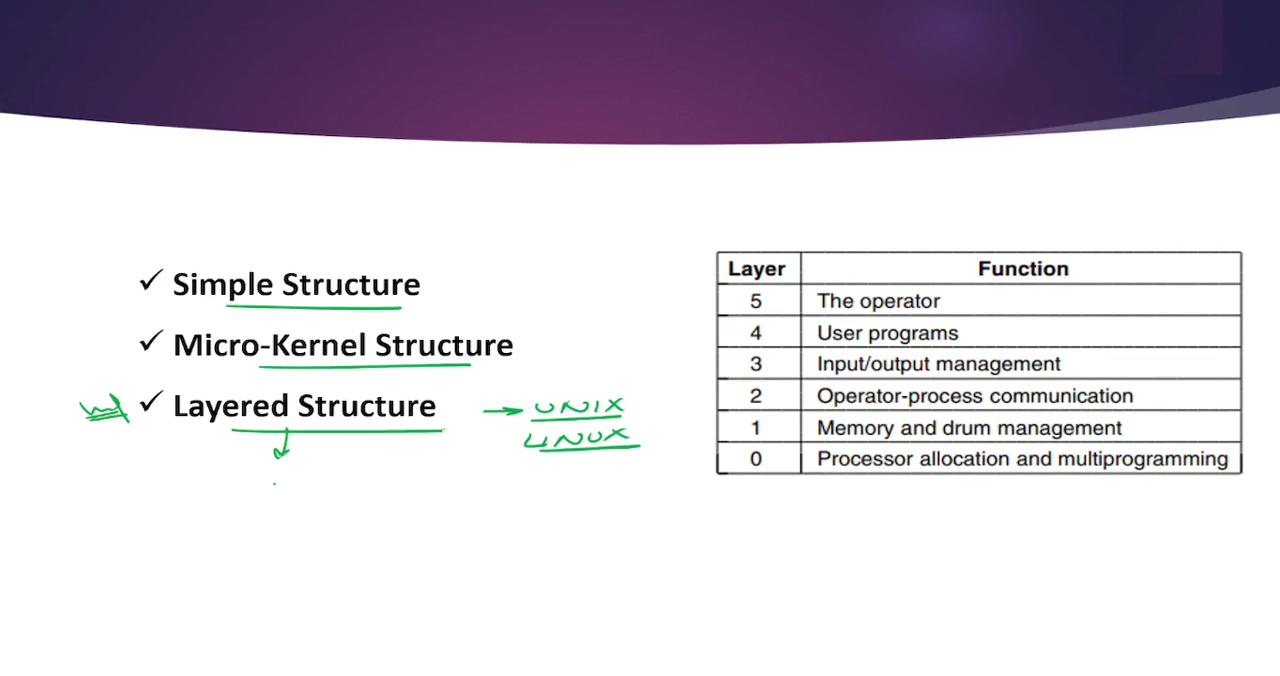 ✓ Simple Structure
✓ Micro-Kernel Structure
✓ Layered Structure → UNIX
LINUX
Layer Function
5 The operator
4 User programs
3 Input/output management
2 Operator-process communication
1 Memory and drum management
0 Processor allocation and multiprogramming